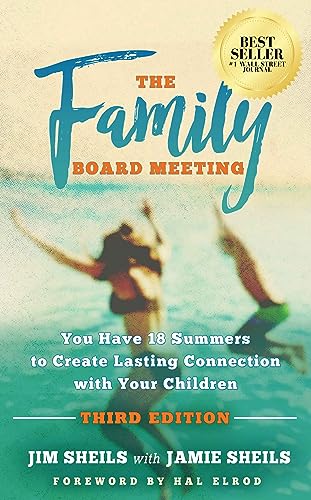 BEST
SELLER
#1 WALL STREET
JOURNAL
THE
Family
BOARD MEETING
You Have 18 Summers
to Create Lasting Connection
with Your Children
THIRD EDITION
JIM SHEILS with JAMIE SHEILS
FOREWORD BY HAL ELROD